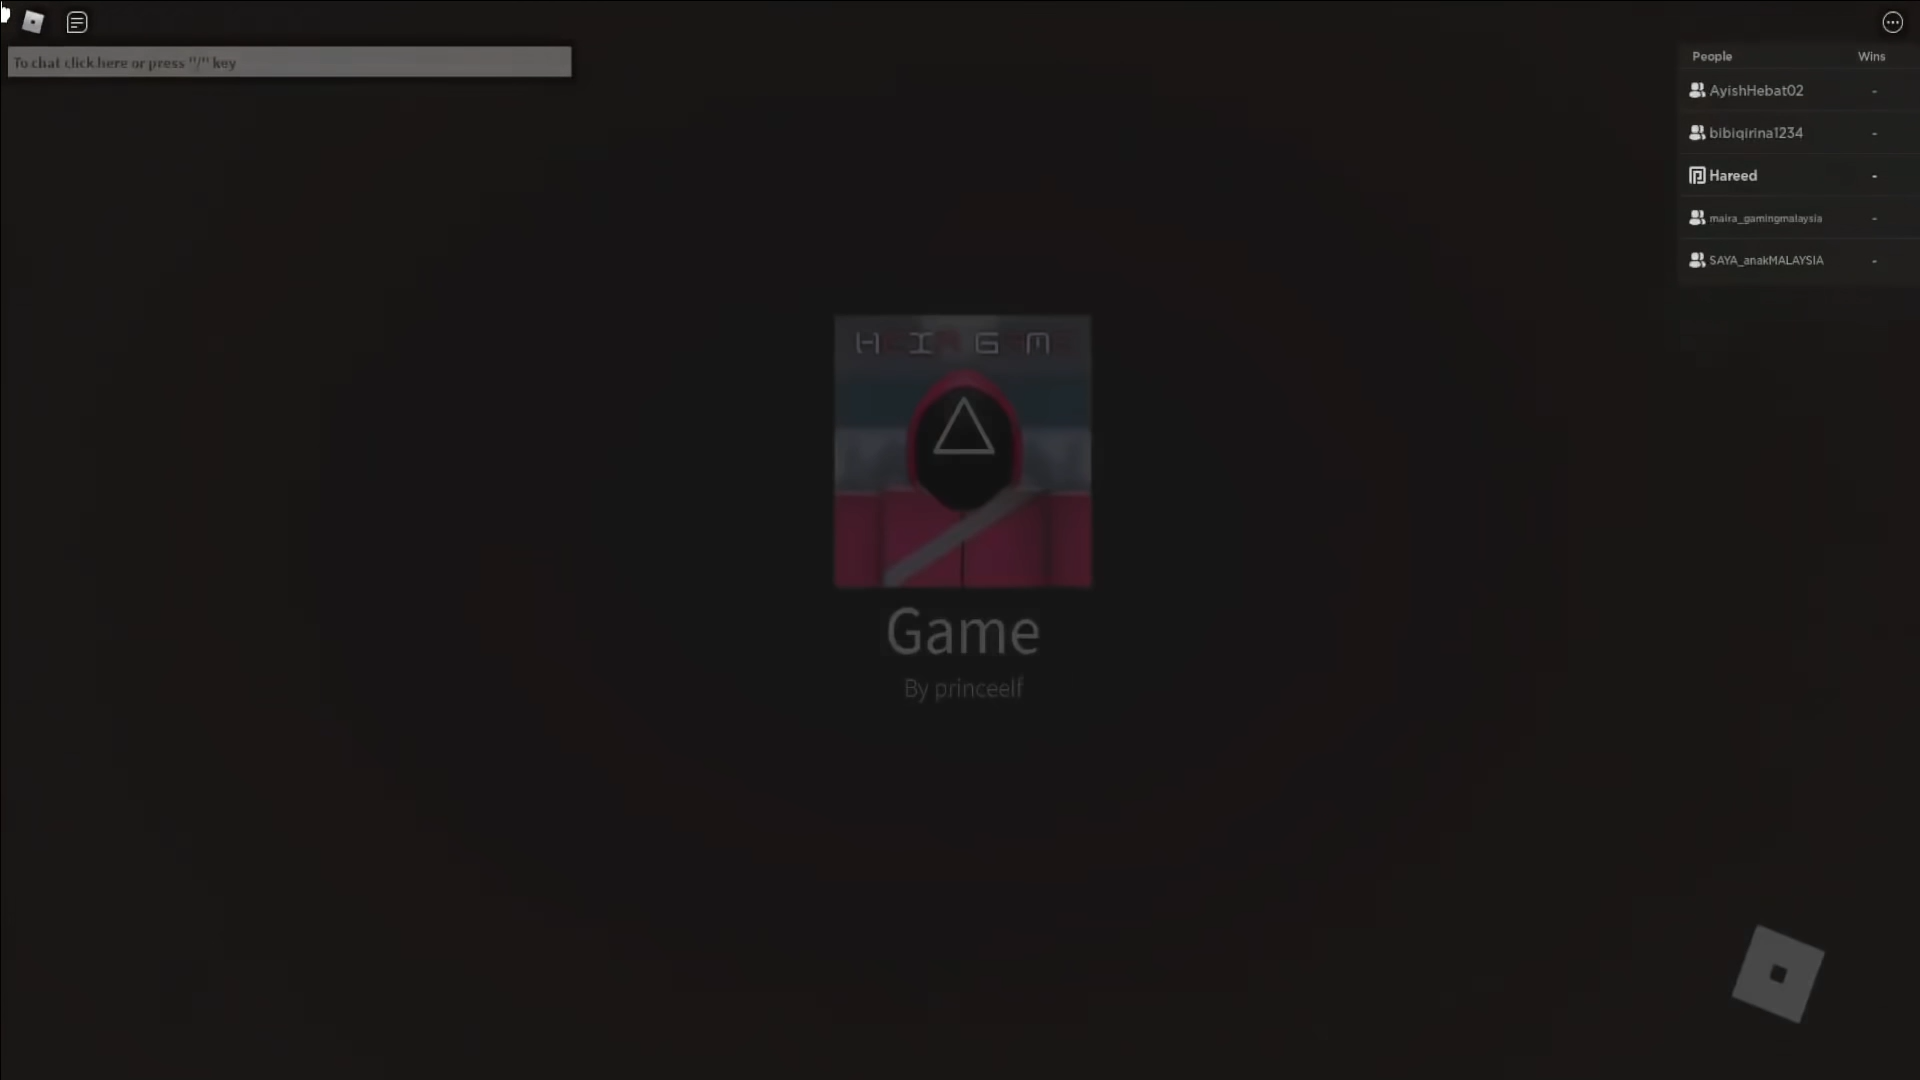 To chat click here or press "/" key
People Wins
AyishHebat02 -
bibiqirina1234 -
Hareed -
maira_gamingmalaysia -
SAYA_anakMALAYSIA -
Game
By princeelf